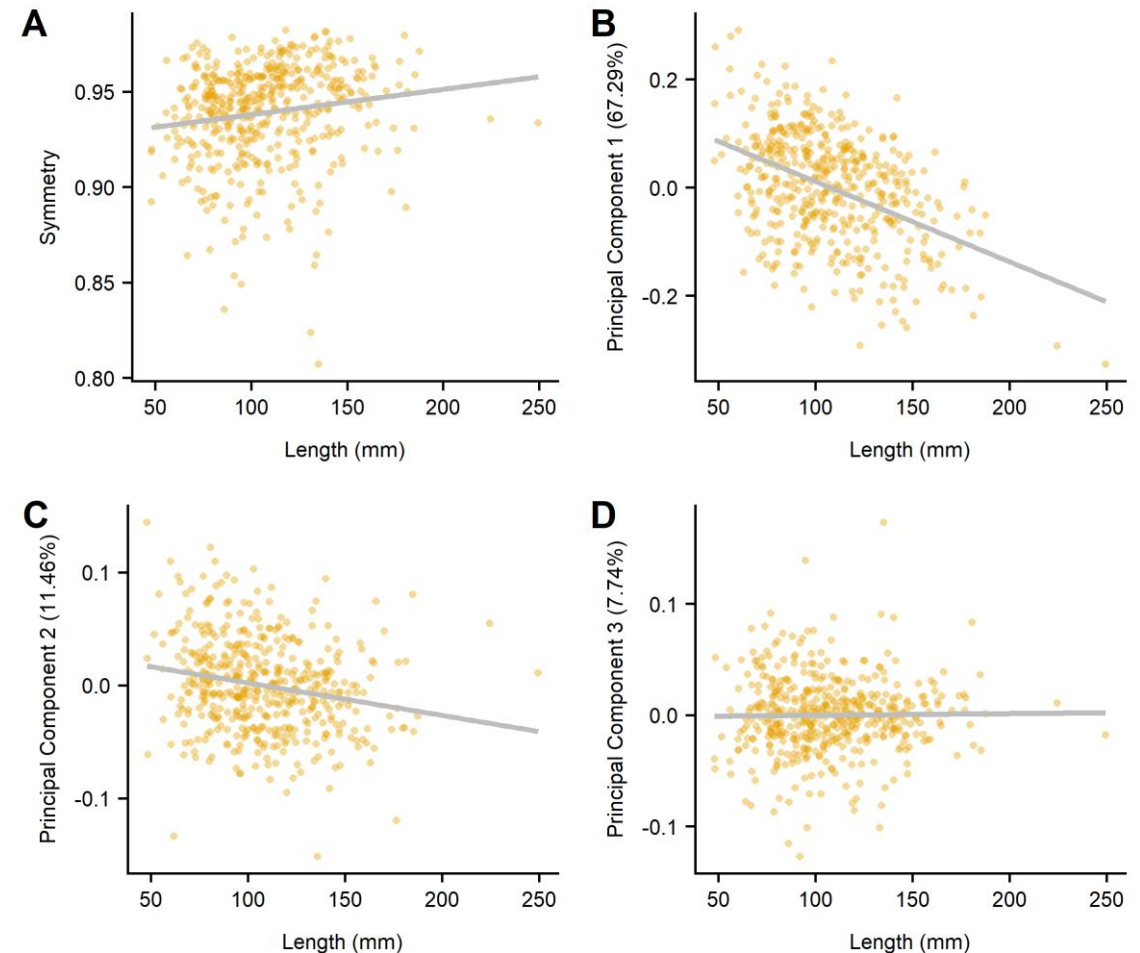 A
Symmetry
0.95
0.90
0.85
0.80
50 100 150 200 250
Length (mm)
B
Principal Component 1 (67.29%)
0.2
0.0
-0.2
50 100 150 200 250
Length (mm)
C
Principal Component 2 (11.46%)
0.1
0.0
-0.1
50 100 150 200 250
Length (mm)
D
Principal Component 3 (7.74%)
0.1
0.0
-0.1
50 100 150 200 250
Length (mm)